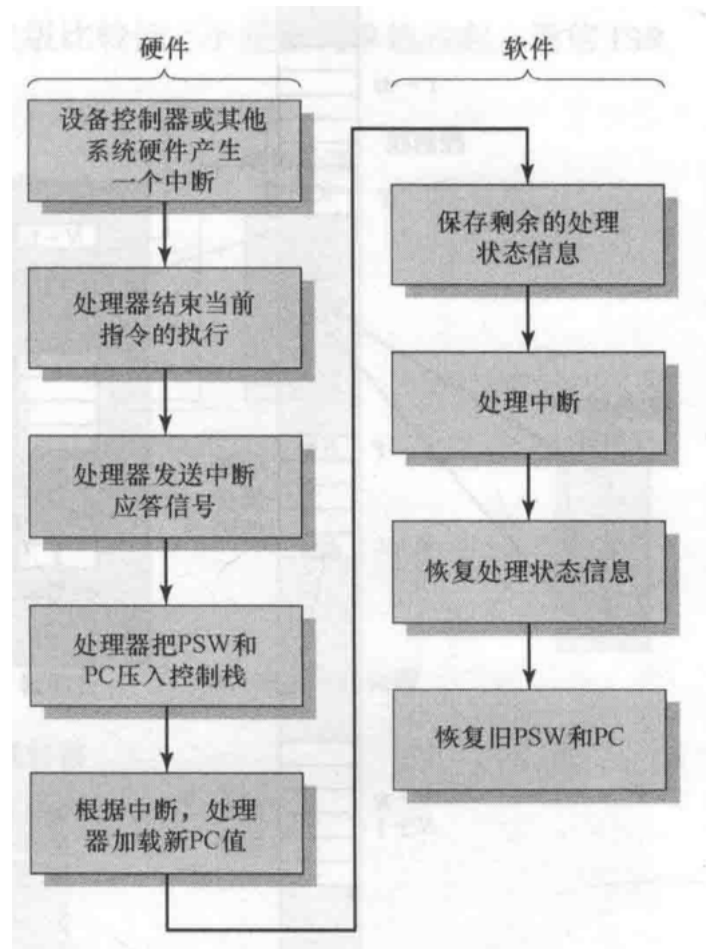 硬件
设备控制器或其他
系统硬件产生
一个中断
处理器结束当前
指令的执行
处理器发送中断
应答信号
处理器把PSW和
PC压入控制栈
根据中断，处理
器加载新PC值
软件
保存剩余的处理
状态信息
处理中断
恢复处理状态信息
恢复旧PSW和PC